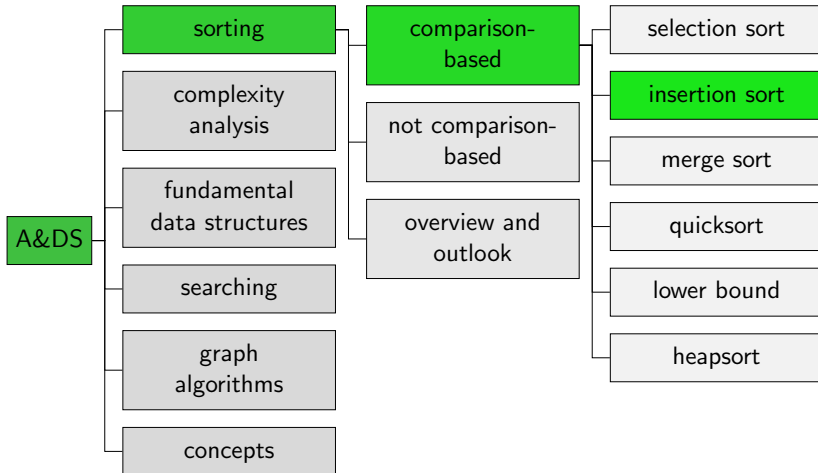 A&DS
sorting
complexity
analysis
fundamental
data structures
searching
graph
algorithms
concepts
comparison-
based
not comparison-
based
overview and
outlook
selection sort
insertion sort
merge sort
quicksort
lower bound
heapsort